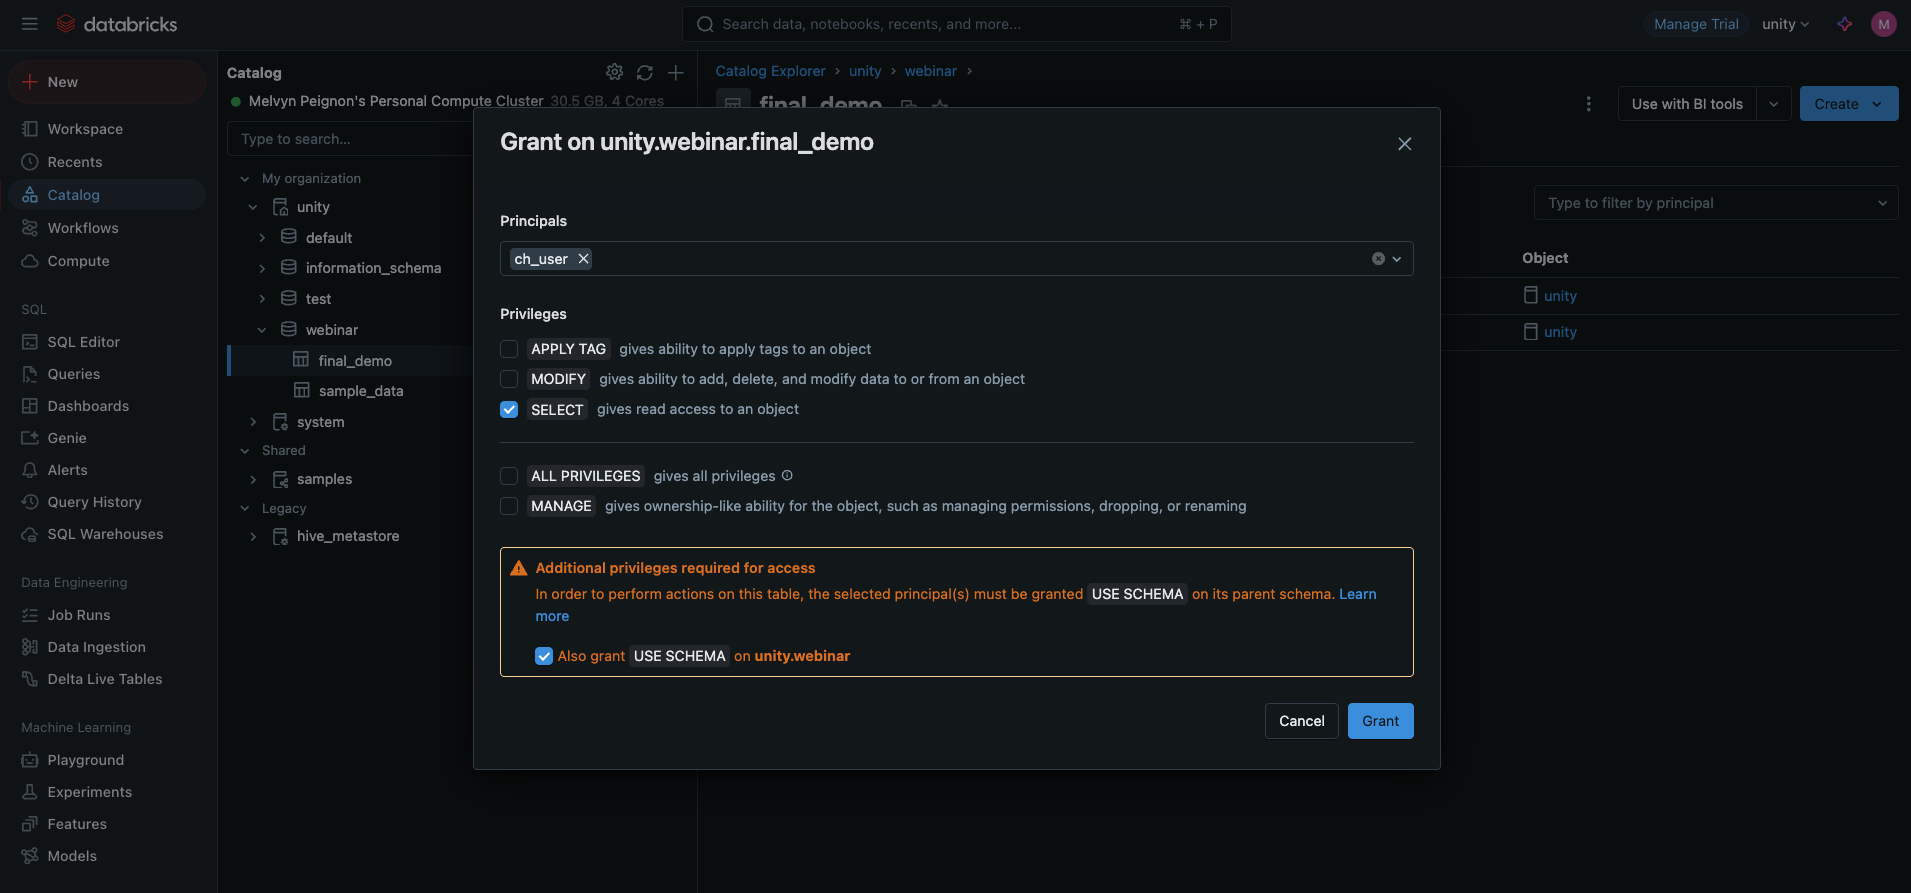 databricks
Search data, notebooks, recents, and more...
⌘ + P
Manage Trial
unity
M
New
Workspace
Recents
Catalog
Workflows
Compute
SQL
SQL Editor
Queries
Dashboards
Genie
Alerts
Query History
SQL Warehouses
Data Engineering
Job Runs
Data Ingestion
Delta Live Tables
Machine Learning
Playground
Experiments
Features
Models
Catalog
Melvyn Peignon's Personal Compute Cluster 30.5 GB, 4 Cores
Type to search...
My organization
unity
default
information_schema
test
webinar
final_demo
sample_data
system
Shared
samples
Legacy
hive_metastore
Catalog Explorer > unity > webinar >
final_demo
Use with BI tools
Create
Type to filter by principal
Object
unity
unity
Grant on unity.webinar.final_demo
Principals
ch_user
Privileges
APPLY TAG gives ability to apply tags to an object
MODIFY gives ability to add, delete, and modify data to or from an object
SELECT gives read access to an object
ALL PRIVILEGES gives all privileges
MANAGE gives ownership-like ability for the object, such as managing permissions, dropping, or renaming
Additional privileges required for access
In order to perform actions on this table, the selected principal(s) must be granted USE SCHEMA on its parent schema. Learn
more
Also grant USE SCHEMA on unity.webinar
Cancel
Grant